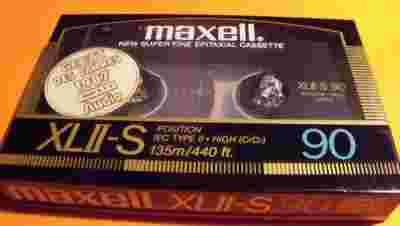 maxell®
NEW SUPER FINE EPITAXIAL CASSETTE
XLII-S 90
XLII-S
POSITION
IEC TYPE II • HIGH (CrO₂)
135m/440 ft.
90
maxell XLII-S 90